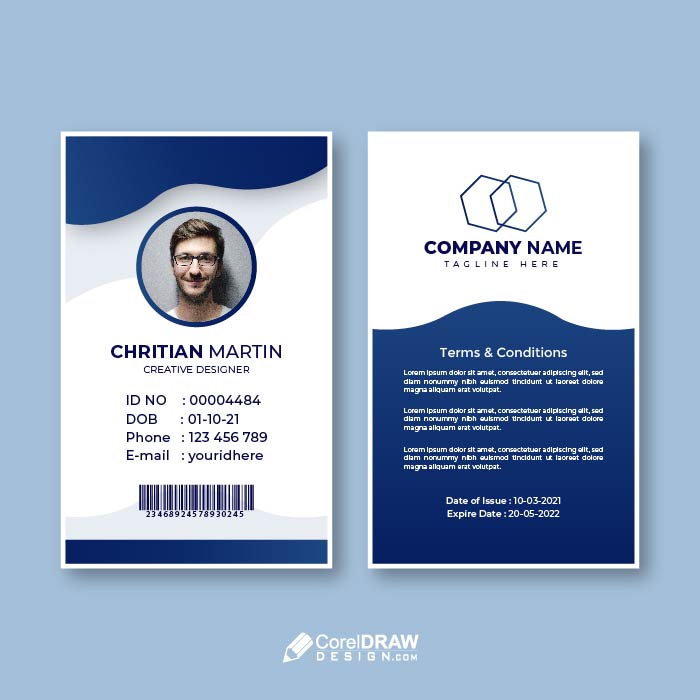 CHRITIAN MARTIN
CREATIVE DESIGNER
ID NO : 00004484
DOB : 01-10-21
Phone : 123 456 789
E-mail : youridhere
23468924578930245
COMPANY NAME
TAGLINE HERE
Terms & Conditions
Lorem ipsum dolor sit amet, consectetuer adipiscing elit, sed
diam nonummy nibh euismod tincidunt ut laoreet dolore
magna aliquam erat volutpat.
Lorem ipsum dolor sit amet, consectetuer adipiscing elit, sed
diam nonummy nibh euismod tincidunt ut laoreet dolore
magna aliquam erat volutpat.
Lorem ipsum dolor sit amet, consectetuer adipiscing elit, sed
diam nonummy nibh euismod tincidunt ut laoreet dolore
magna aliquam erat volutpat.
Date of Issue : 10-03-2021
Expire Date : 20-05-2022
CorelDRAW
DESIGN.COM